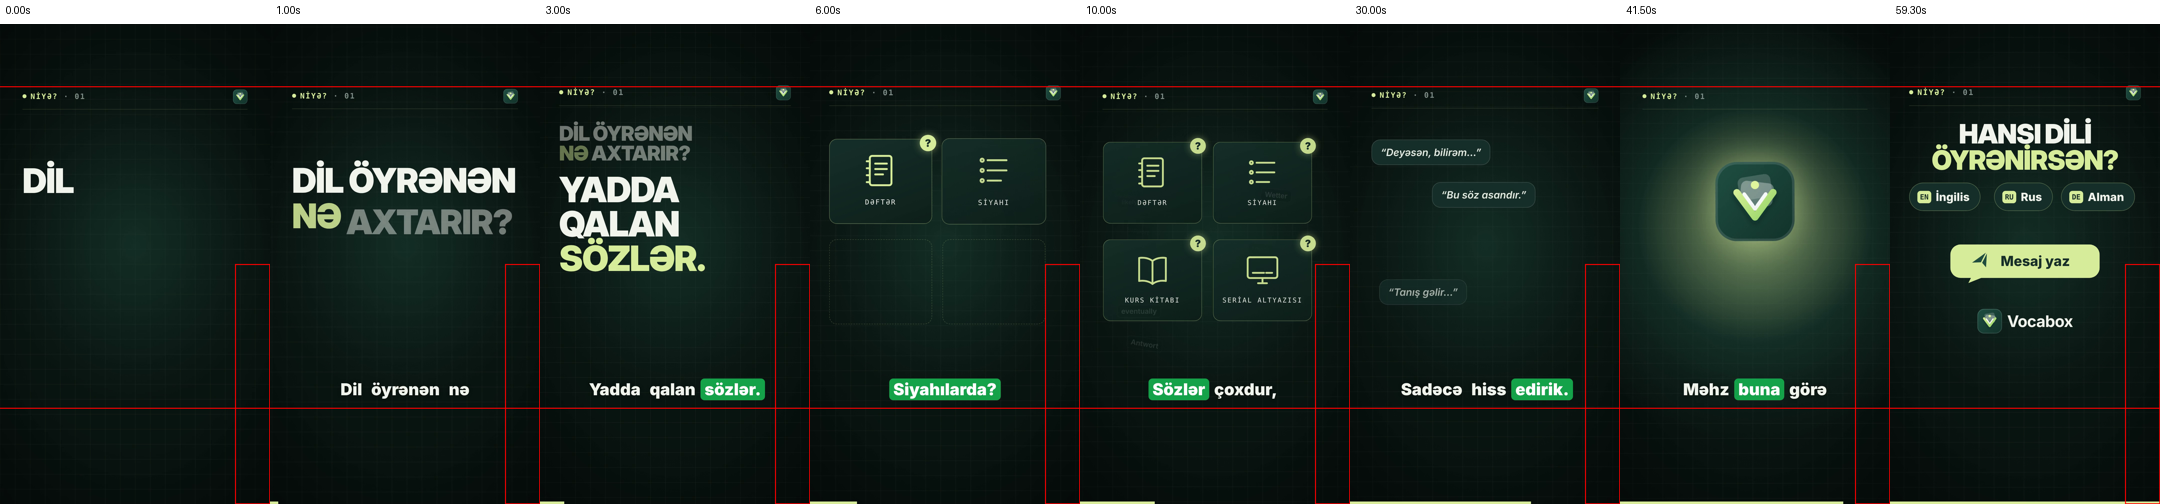 0.00s
1.00s
3.00s
6.00s
10.00s
30.00s
41.50s
59.30s
NİYƏ? · 01
DİL
NİYƏ? · 01
DİL ÖYRƏNƏN
NƏ AXTARIR?
Dil öyrənən nə
NİYƏ? · 01
DİL ÖYRƏNƏN
NƏ AXTARIR?
YADDA
QALAN
SÖZLƏR.
Yadda qalan sözlər.
NİYƏ? · 01
?
DƏFTƏR
SİYAHI
Siyahılarda?
NİYƏ? · 01
?
?
Wetter
DƏFTƏR
SİYAHI
?
?
KURS KİTABI
SERİAL ALTYAZISI
eventually
Antwort
Sözlər çoxdur,
NİYƏ? · 01
“Deyəsən, bilirəm...”
“Bu söz asandır.”
“Tanış gəlir...”
Sadəcə hiss edirik.
NİYƏ? · 01
Məhz buna görə
NİYƏ? · 01
HANSI DİLİ
ÖYRƏNİRSƏN?
EN İngilis
RU Rus
DE Alman
Mesaj yaz
Vocabox